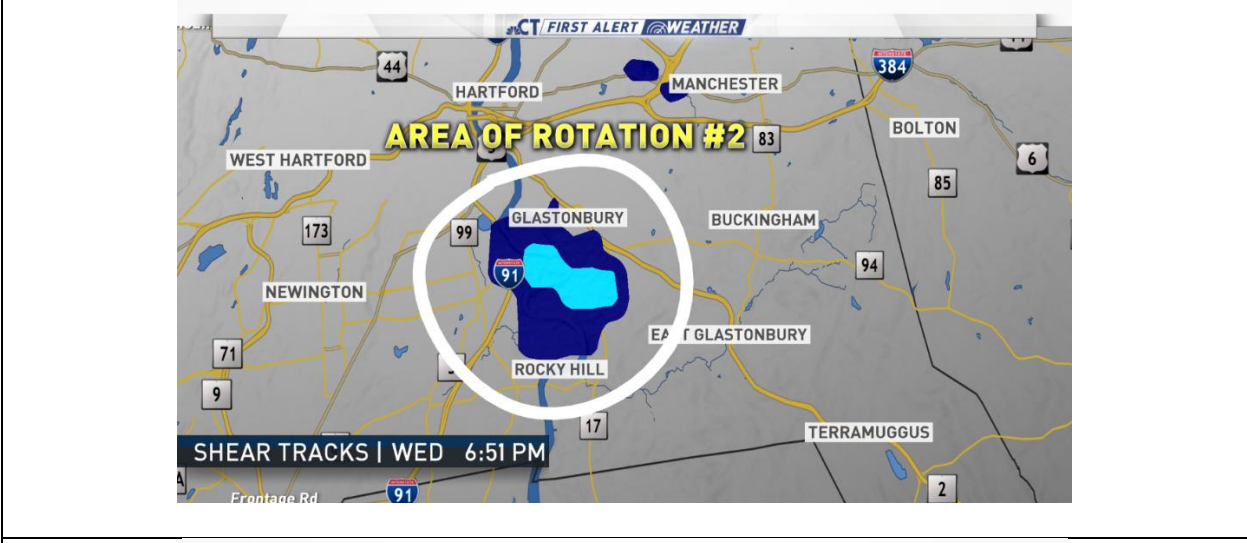 NBC CT FIRST ALERT WEATHER
44
384
HARTFORD
MANCHESTER
AREA OF ROTATION #2
83
BOLTON
WEST HARTFORD
6
85
GLASTONBURY
BUCKINGHAM
173
99
94
91
NEWINGTON
EAST GLASTONBURY
71
ROCKY HILL
9
17
TERRAMUGGUS
SHEAR TRACKS | WED 6:51 PM
2
91
Frontage Rd